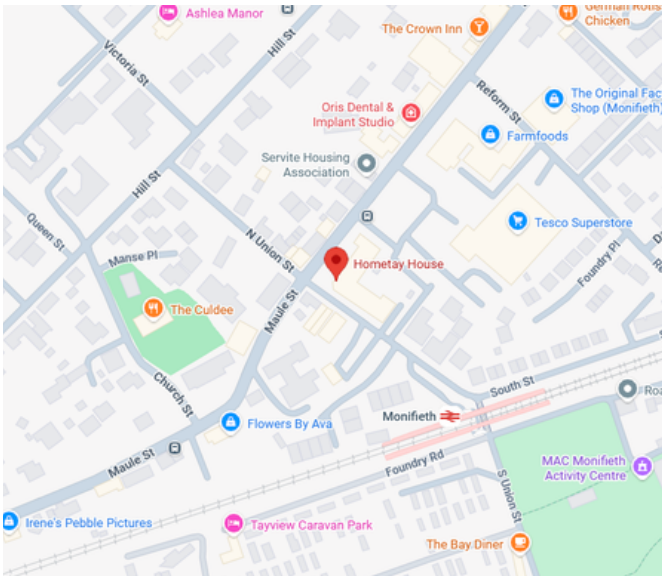 Ashlea Manor
German Rotis
Chicken
The Crown Inn
Victoria St
Hill St
Reform St
The Original Fac
Shop (Monifieth)
Oris Dental &
Implant Studio
Farmfoods
Servite Housing
Association
Hill St
Tesco Superstore
Queen St
N Union St
Manse Pl
Foundry Pl
Hometay House
The Culdee
Maule St
Church St
South St
Monifieth
Flowers By Ava
Roa
Maule St
Foundry Rd
MAC Monifieth
Activity Centre
S Union St
Irene's Pebble Pictures
Tayview Caravan Park
The Bay Diner